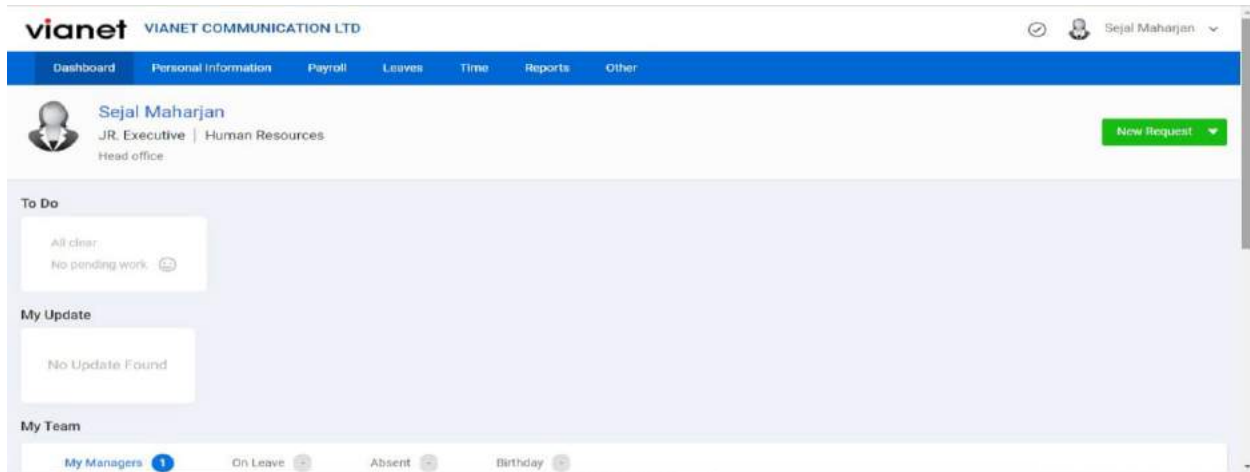 vianet VIANET COMMUNICATION LTD Sejal Maharjan
Dashboard Personal Information Payroll Leaves Time Reports Other
Sejal Maharjan
JR. Executive | Human Resources
Head office
New Request
To Do
All clear.
No pending work.
My Update
No Update Found
My Team
My Managers 1 On Leave - Absent - Birthday -